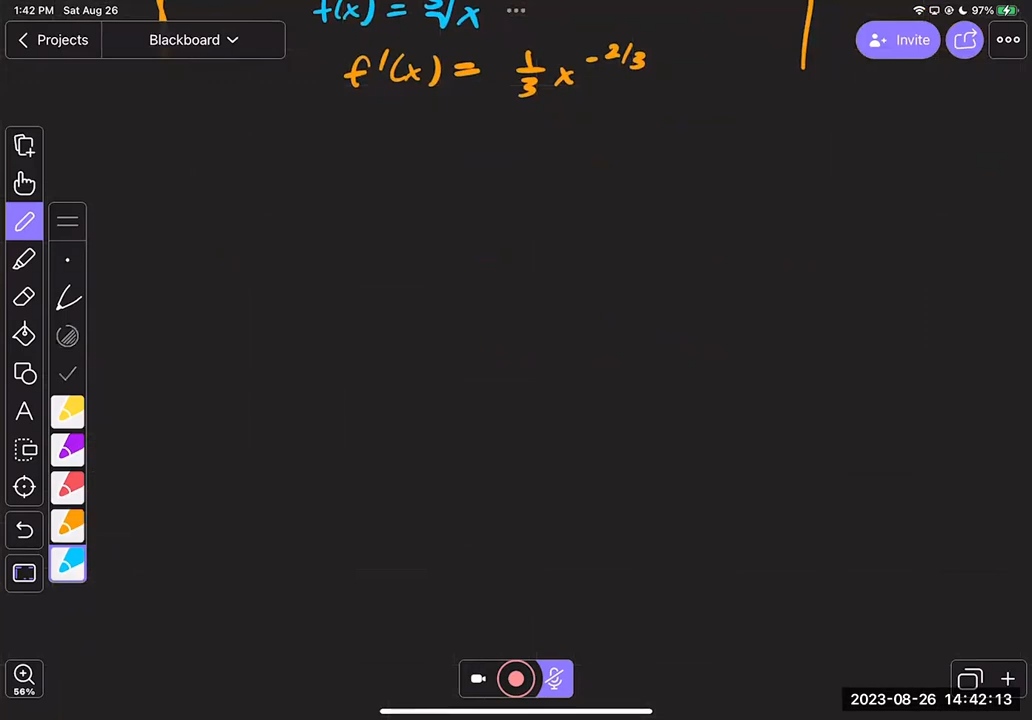 1:42 PM Sat Aug 26
97%
f(x) = ∛x
Projects
Blackboard
Invite
f'(x) = 1/3 x^-2/3
A
56%
2023-08-26 14:42:13